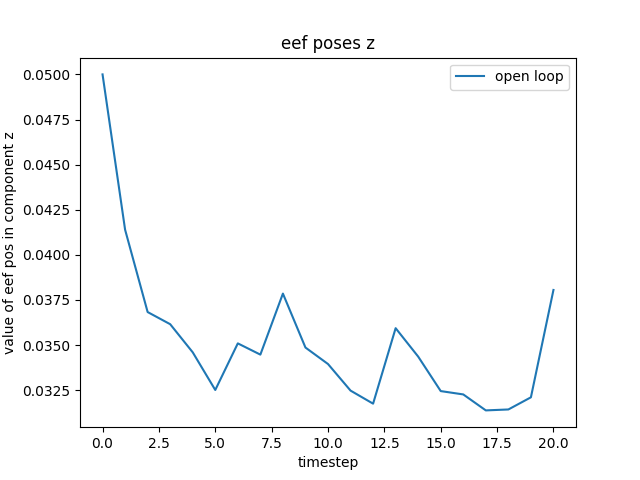 eef poses z
open loop
value of eef pos in component z
0.0500
0.0475
0.0450
0.0425
0.0400
0.0375
0.0350
0.0325
0.0 2.5 5.0 7.5 10.0 12.5 15.0 17.5 20.0
timestep